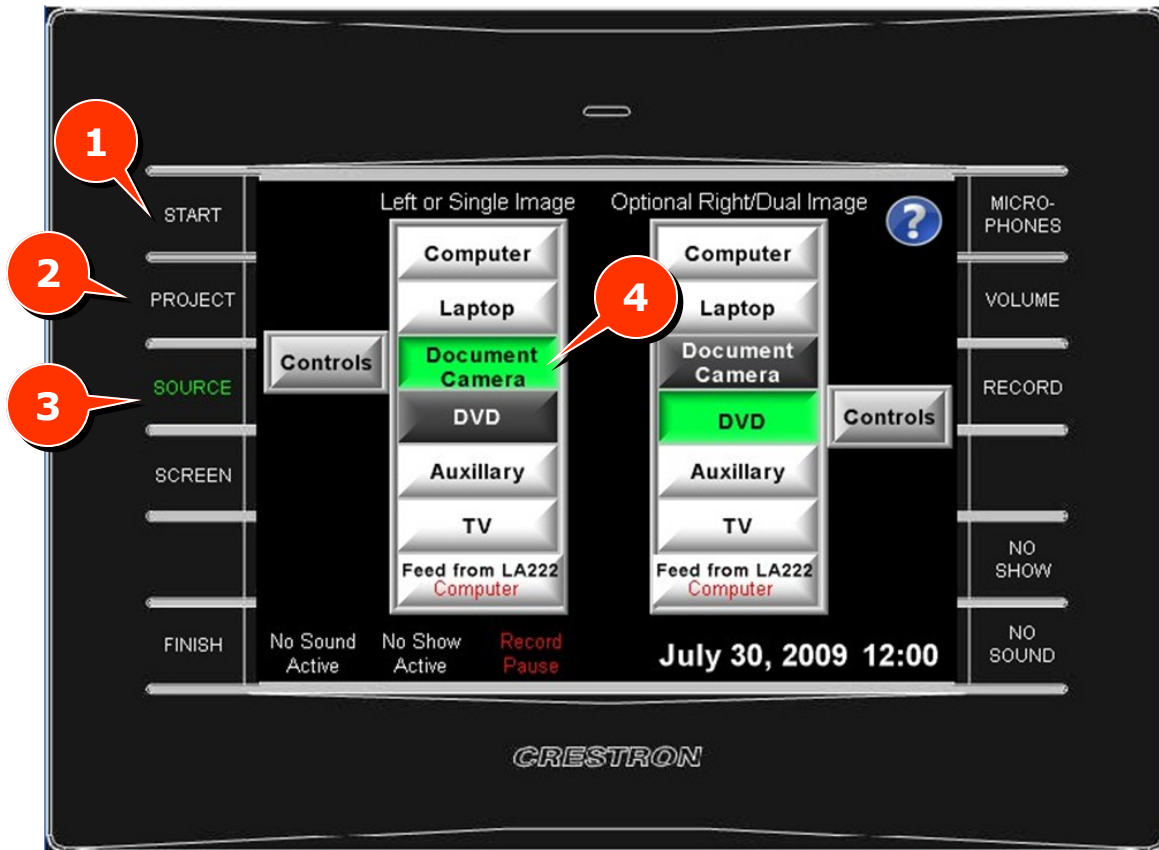 1
START
2
PROJECT
3
SOURCE
SCREEN
FINISH
Left or Single Image
Computer
Laptop
4
Controls
Document
Camera
DVD
Auxillary
TV
Feed from LA222
Computer
Optional Right/Dual Image
?
Computer
Laptop
Document
Camera
DVD
Controls
Auxillary
TV
Feed from LA222
Computer
No Sound
Active
No Show
Active
Record
Pause
July 30, 2009 12:00
MICRO-
PHONES
VOLUME
RECORD
NO
SHOW
NO
SOUND
CRESTRON